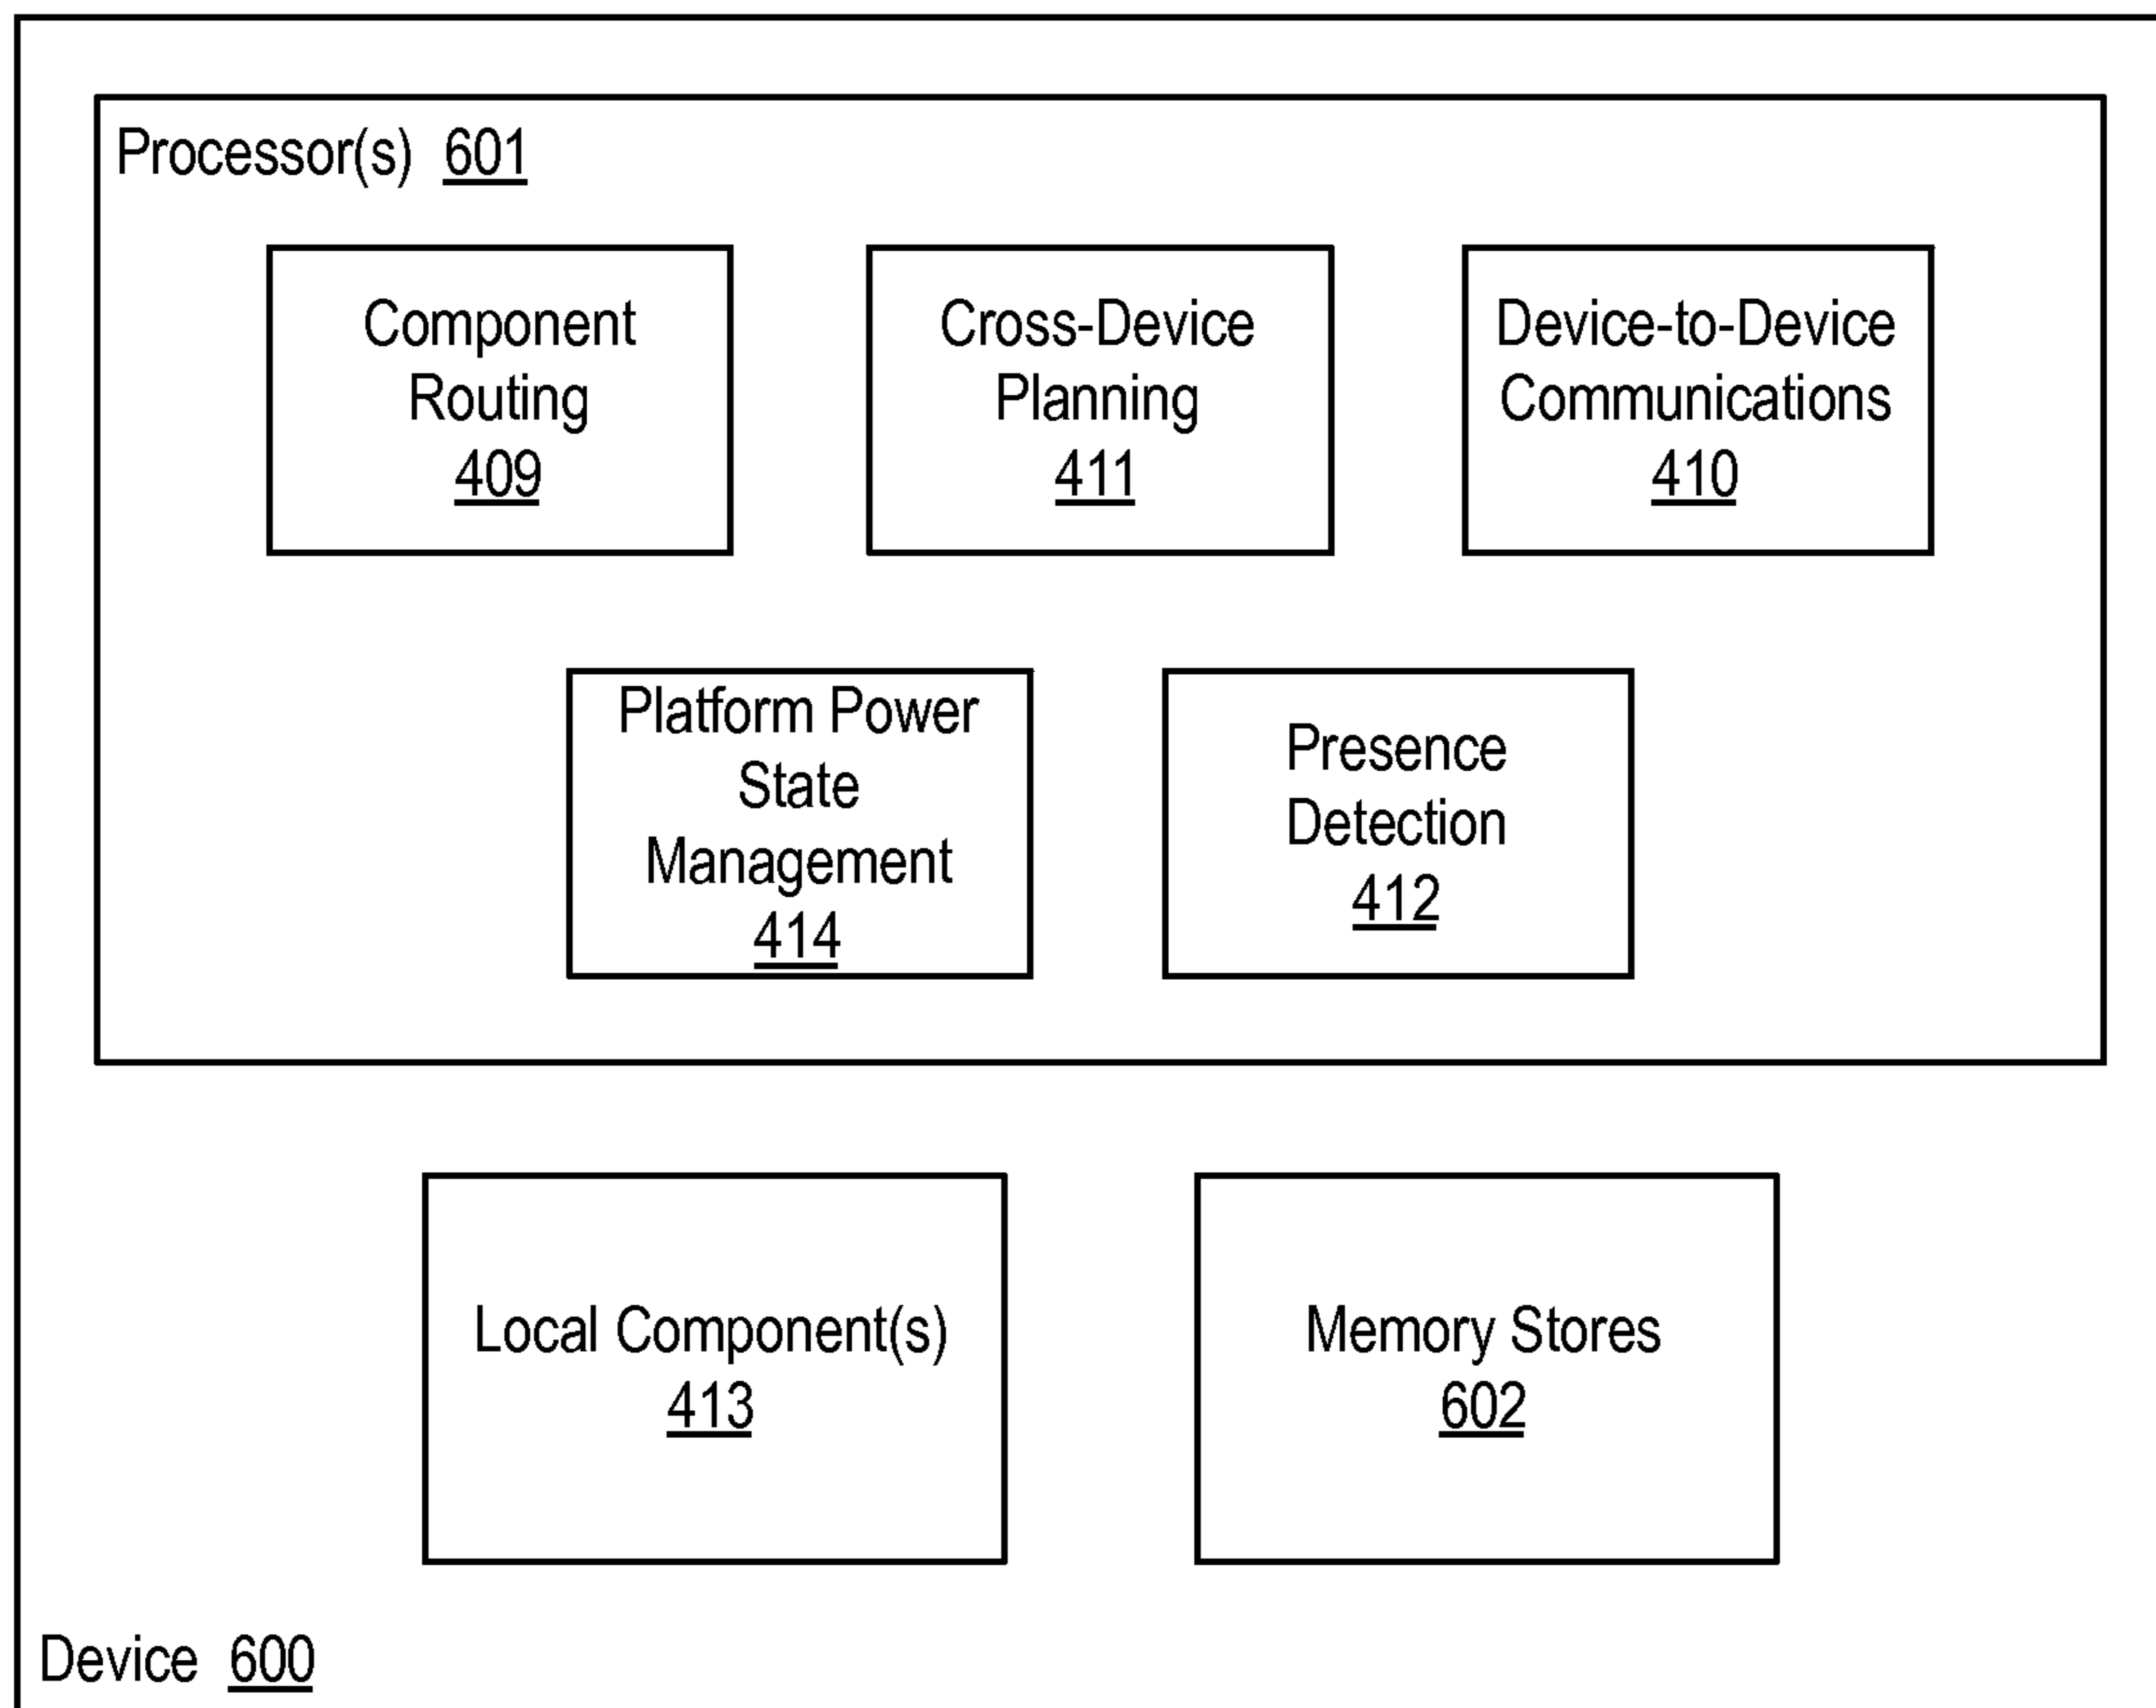 Processor(s) 601
Component
Routing
409
Cross-Device
Planning
411
Device-to-Device
Communications
410
Platform Power
State
Management
414
Presence
Detection
412
Local Component(s)
413
Memory Stores
602
Device 600